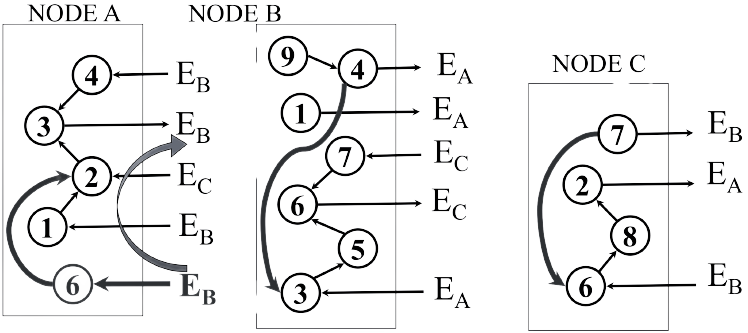 NODE A
4 E_B
3 E_B
2 E_C
1 E_B
6 E_B
NODE B
9 4 E_A
1 E_A
7 E_C
6 E_C
5
3 E_A
NODE C
7 E_B
2 E_A
8
6 E_B